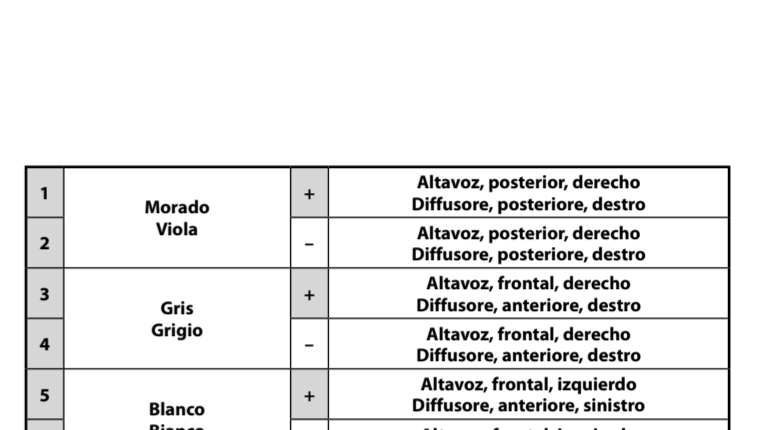 1
Morado
Viola
+
Altavoz, posterior, derecho
Diffusore, posteriore, destro
2
–
Altavoz, posterior, derecho
Diffusore, posteriore, destro
3
Gris
Grigio
+
Altavoz, frontal, derecho
Diffusore, anteriore, destro
4
–
Altavoz, frontal, derecho
Diffusore, anteriore, destro
5
Blanco
+
Altavoz, frontal, izquierdo
Diffusore, anteriore, sinistro